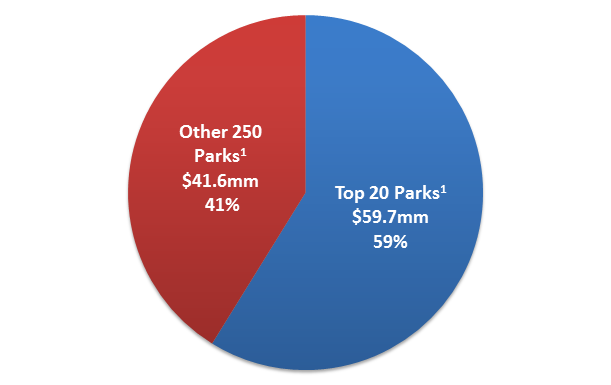 Other 250
Parks¹
$41.6mm
41%
Top 20 Parks¹
$59.7mm
59%